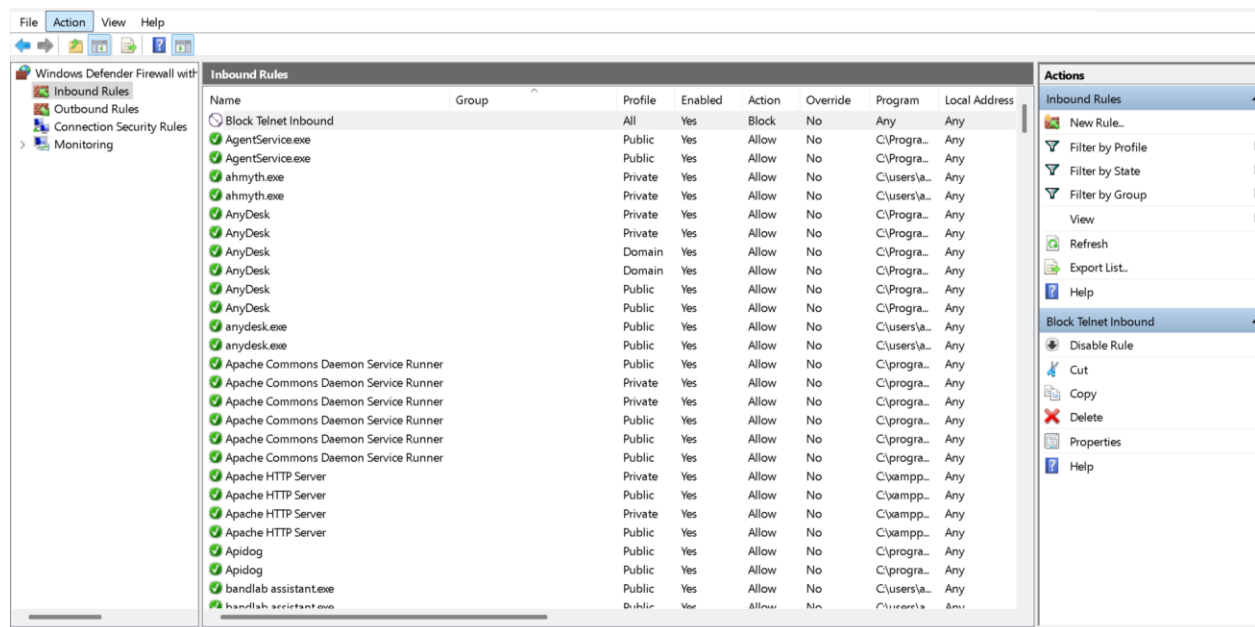 File Action View Help
Windows Defender Firewall with
Inbound Rules
Outbound Rules
Connection Security Rules
Monitoring
Inbound Rules
Name Group Profile Enabled Action Override Program Local Address
Block Telnet Inbound All Yes Block No Any Any
AgentService.exe Public Yes Allow No C:\Progra... Any
AgentService.exe Public Yes Allow No C:\Progra... Any
ahmyth.exe Private Yes Allow No C:\users\a... Any
ahmyth.exe Private Yes Allow No C:\users\a... Any
AnyDesk Private Yes Allow No C:\Progra... Any
AnyDesk Private Yes Allow No C:\Progra... Any
AnyDesk Domain Yes Allow No C:\Progra... Any
AnyDesk Domain Yes Allow No C:\Progra... Any
AnyDesk Public Yes Allow No C:\Progra... Any
AnyDesk Public Yes Allow No C:\Progra... Any
anydesk.exe Public Yes Allow No C:\users\a... Any
anydesk.exe Public Yes Allow No C:\users\a... Any
Apache Commons Daemon Service Runner Public Yes Allow No C:\progra... Any
Apache Commons Daemon Service Runner Private Yes Allow No C:\progra... Any
Apache Commons Daemon Service Runner Private Yes Allow No C:\progra... Any
Apache Commons Daemon Service Runner Public Yes Allow No C:\progra... Any
Apache Commons Daemon Service Runner Public Yes Allow No C:\progra... Any
Apache Commons Daemon Service Runner Public Yes Allow No C:\progra... Any
Apache HTTP Server Private Yes Allow No C:\xampp... Any
Apache HTTP Server Public Yes Allow No C:\xampp... Any
Apache HTTP Server Private Yes Allow No C:\xampp... Any
Apache HTTP Server Public Yes Allow No C:\xampp... Any
Apidog Public Yes Allow No C:\progra... Any
Apidog Public Yes Allow No C:\progra... Any
bandlab assistant.exe Public Yes Allow No C:\users\a... Any
bandlab assistant.exe Public Yes Allow No C:\users\a... Any
Actions
Inbound Rules
New Rule...
Filter by Profile
Filter by State
Filter by Group
View
Refresh
Export List...
Help
Block Telnet Inbound
Disable Rule
Cut
Copy
Delete
Properties
Help